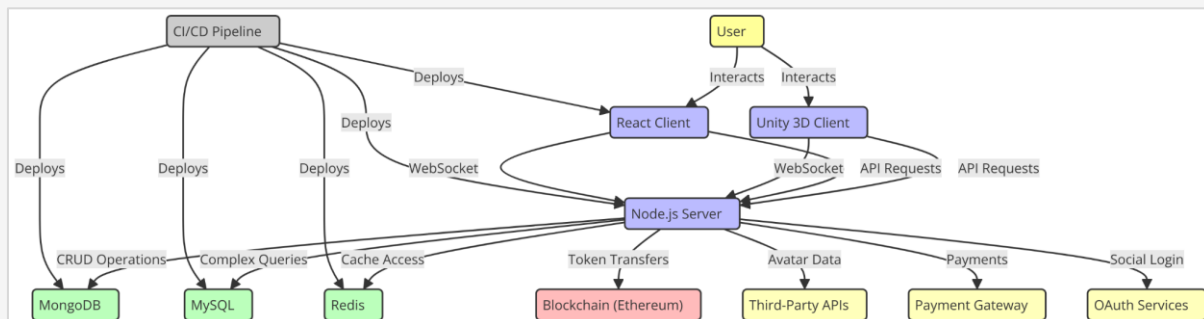 CI/CD Pipeline
User
Deploys
Interacts
Interacts
React Client
Unity 3D Client
Deploys
Deploys
Deploys
Deploys
WebSocket
WebSocket
API Requests
API Requests
Node.js Server
CRUD Operations
Complex Queries
Cache Access
Token Transfers
Avatar Data
Payments
Social Login
MongoDB
MySQL
Redis
Blockchain (Ethereum)
Third-Party APIs
Payment Gateway
OAuth Services